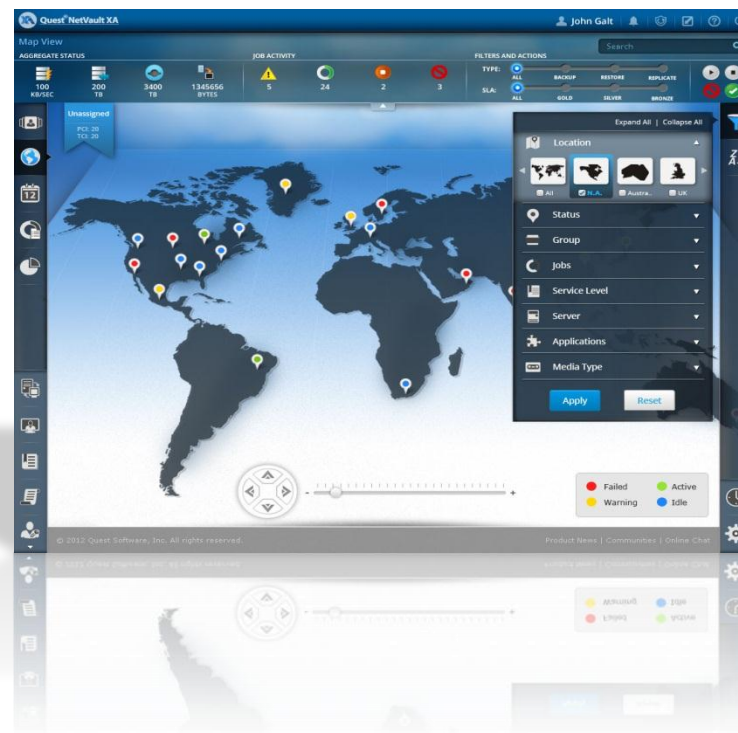 Quest NetVault XA
John Galt
Map View
Search
AGGREGATE STATUS
JOB ACTIVITY
FILTERS AND ACTIONS
TYPE:
ALL
BACKUP
RESTORE
REPLICATE
100
KB/SEC
200
TB
3400
TB
1345656
BYTES
5
24
2
3
SLA:
ALL
GOLD
SILVER
BRONZE
Unassigned
PCI: 20
TCI: 20
12
Expand All | Collapse All
Location
All
N.A.
Austra..
UK
Status
Group
Jobs
Service Level
Server
Applications
Media Type
Apply
Reset
Failed
Active
Warning
Idle
© 2012 Quest Software, Inc. All rights reserved.
Product News | Communities | Online Chat